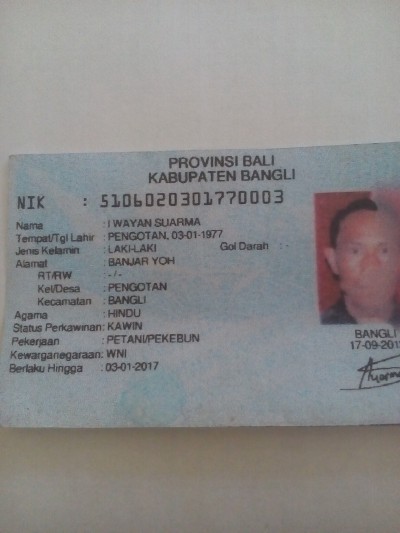 PROVINSI BALI
KABUPATEN BANGLI
NIK : 5106020301770003
Nama : I WAYAN SUARMA
Tempat/Tgl Lahir : PENGOTAN, 03-01-1977
Jenis Kelamin : LAKI-LAKI Gol Darah : -
Alamat : BANJAR YOH
RT/RW : -/-
Kel/Desa : PENGOTAN
Kecamatan : BANGLI
Agama : HINDU
Status Perkawinan: KAWIN
Pekerjaan : PETANI/PEKEBUN
Kewarganegaraan: WNI
Berlaku Hingga : 03-01-2017
BANGLI
17-09-201